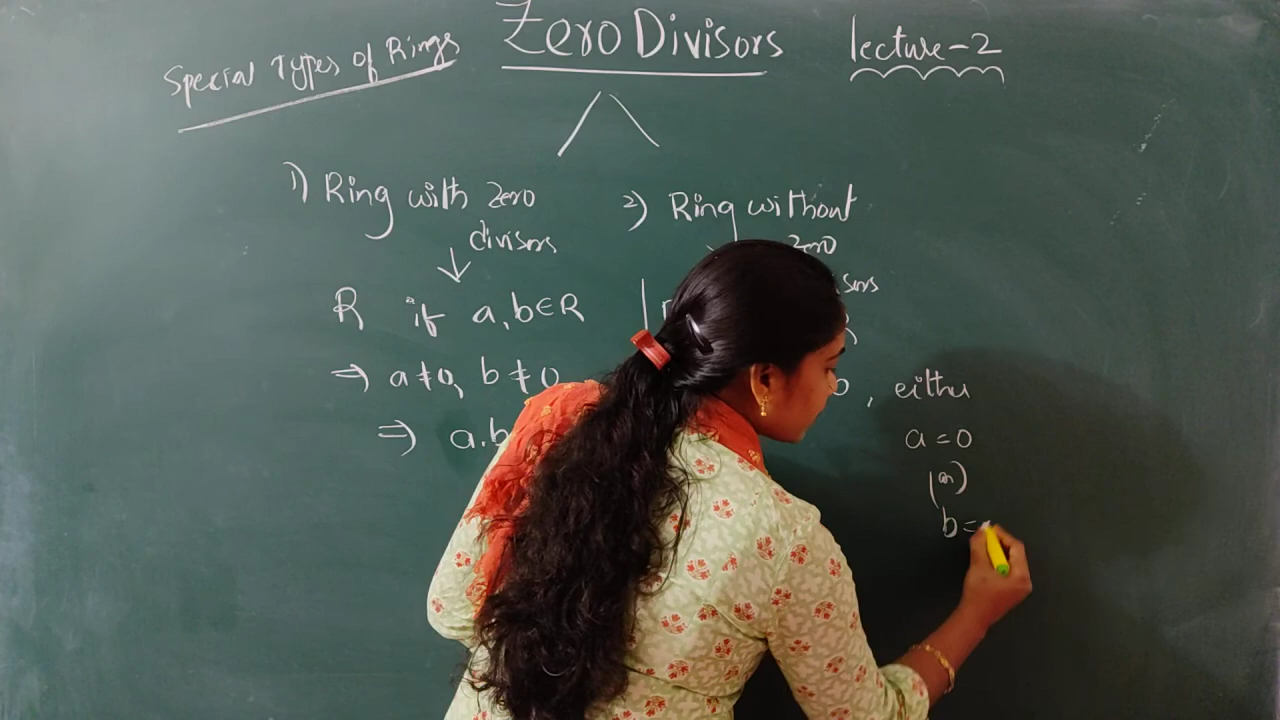 Special Types of Rings Zero Divisors lecture-2
1) Ring with zero
divisors
2) Ring without
zero
R if a, b ∈ R
⇒ a ≠ 0, b ≠ 0
⇒ a.b
0, either
a = 0
(or)
b =